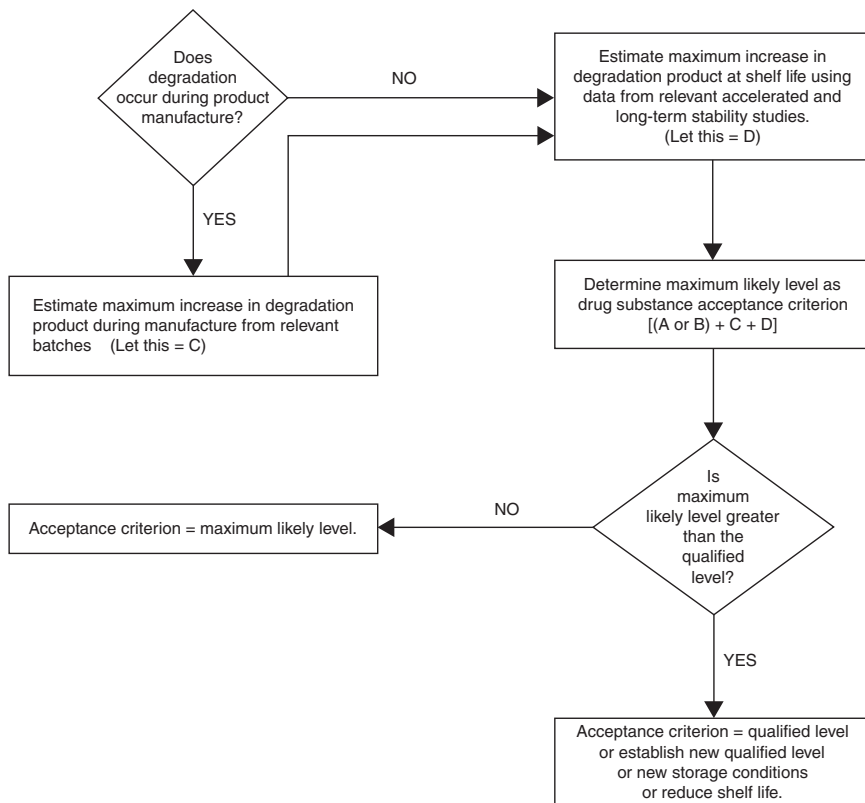 Does
degradation
occur during product
manufacture?
NO
Estimate maximum increase in
degradation product at shelf life using
data from relevant accelerated and
long-term stability studies.
(Let this = D)
YES
Estimate maximum increase in degradation
product during manufacture from relevant
batches (Let this = C)
Determine maximum likely level as
drug substance acceptance criterion
[(A or B) + C + D]
Is
maximum
likely level greater
than the
qualified
level?
NO
Acceptance criterion = maximum likely level.
YES
Acceptance criterion = qualified level
or establish new qualified level
or new storage conditions
or reduce shelf life.